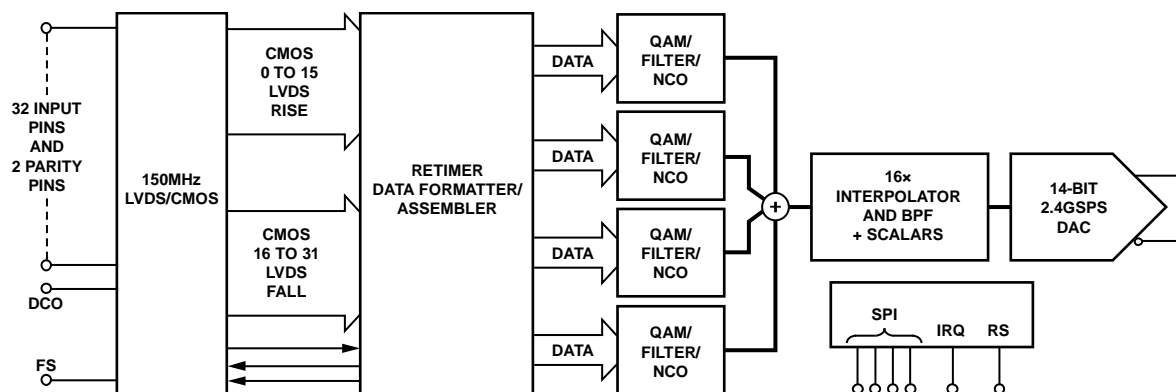 32 INPUT
PINS
AND
2 PARITY
PINS
DCO
FS
150MHz
LVDS/CMOS
CMOS
0 TO 15
LVDS
RISE
CMOS
16 TO 31
LVDS
FALL
RETIMER
DATA FORMATTER/
ASSEMBLER
DATA
DATA
DATA
DATA
QAM/
FILTER/
NCO
QAM/
FILTER/
NCO
QAM/
FILTER/
NCO
QAM/
FILTER/
NCO
+
16×
INTERPOLATOR
AND BPF
+ SCALARS
14-BIT
2.4GSPS
DAC
SPI
IRQ
RS